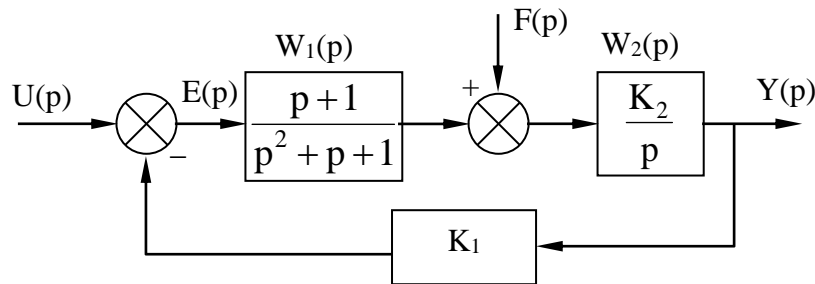 F(p)
W₁(p) W₂(p)
U(p) E(p) p + 1 + K₂ Y(p)
p² + p + 1 p
−
K₁